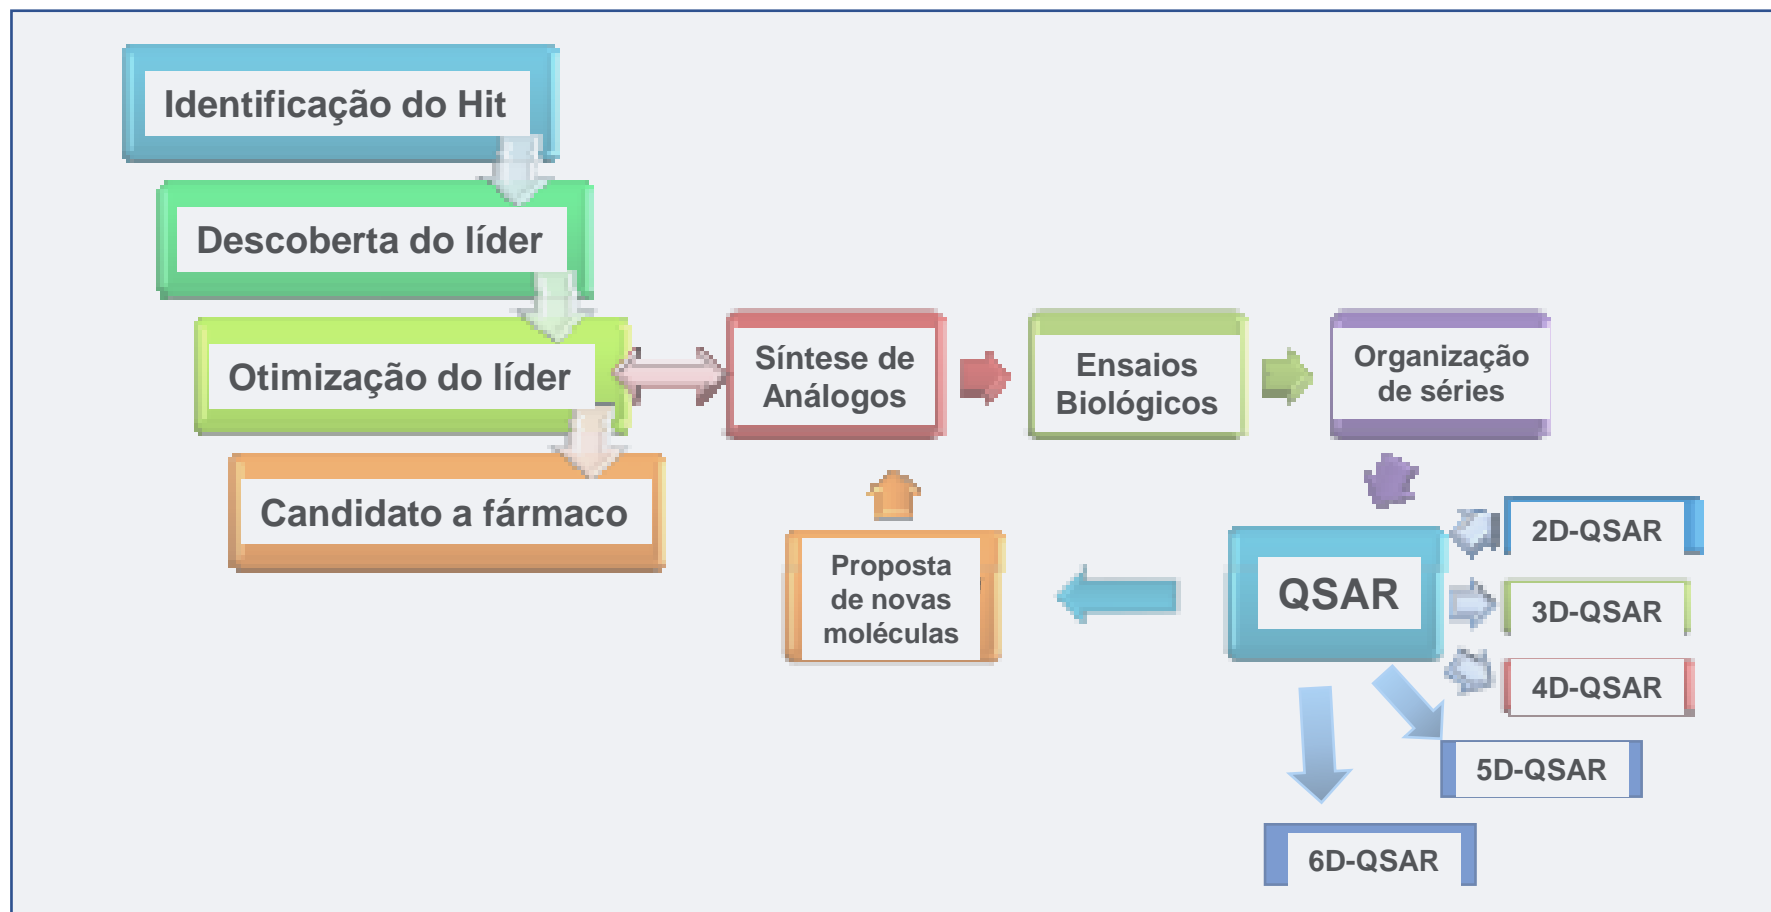 Identificação do Hit
Descoberta do líder
Otimização do líder
Candidato a fármaco
Síntese de
Análogos
Ensaios
Biológicos
Organização
de séries
Proposta
de novas
moléculas
QSAR
2D-QSAR
3D-QSAR
4D-QSAR
5D-QSAR
6D-QSAR